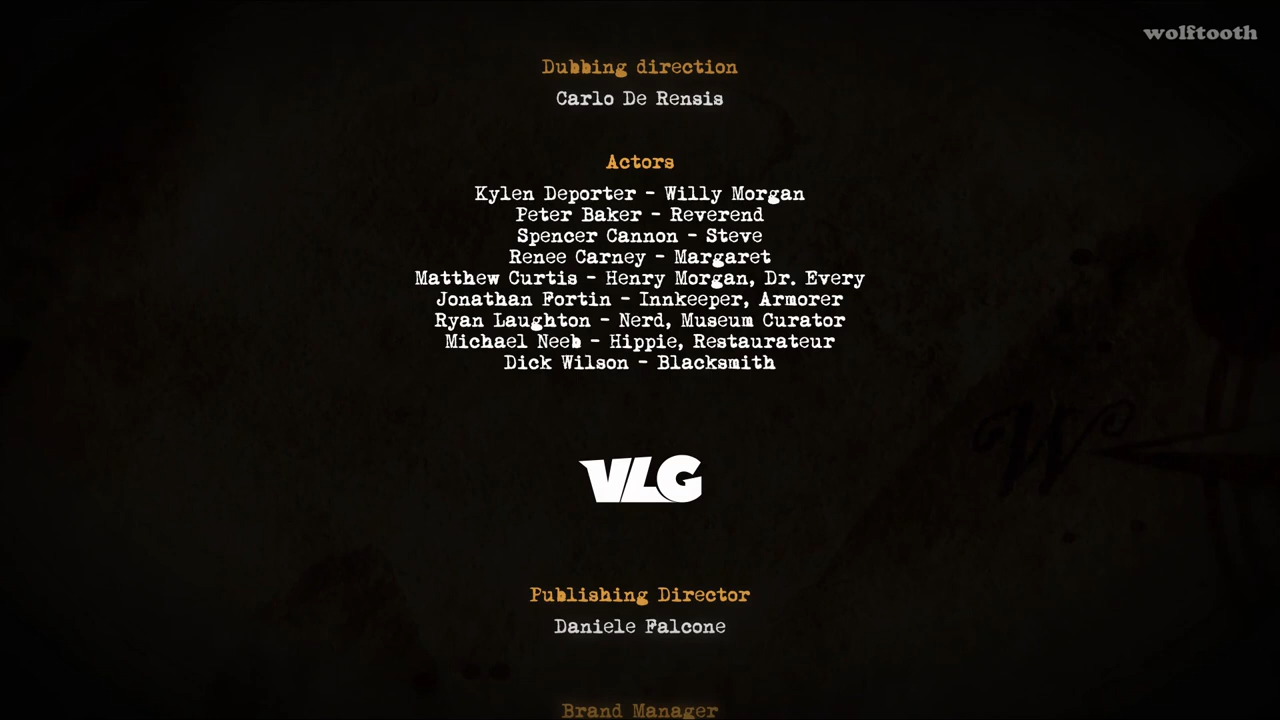 wolftooth
Dubbing direction
Carlo De Rensis
Actors
Kylen Deporter - Willy Morgan
Peter Baker - Reverend
Spencer Cannon - Steve
Renee Carney - Margaret
Matthew Curtis - Henry Morgan, Dr. Every
Jonathan Fortin - Innkeeper, Armorer
Ryan Laughton - Nerd, Museum Curator
Michael Neeb - Hippie, Restaurateur
Dick Wilson - Blacksmith
VLG
Publishing Director
Daniele Falcone
Brand Manager
W